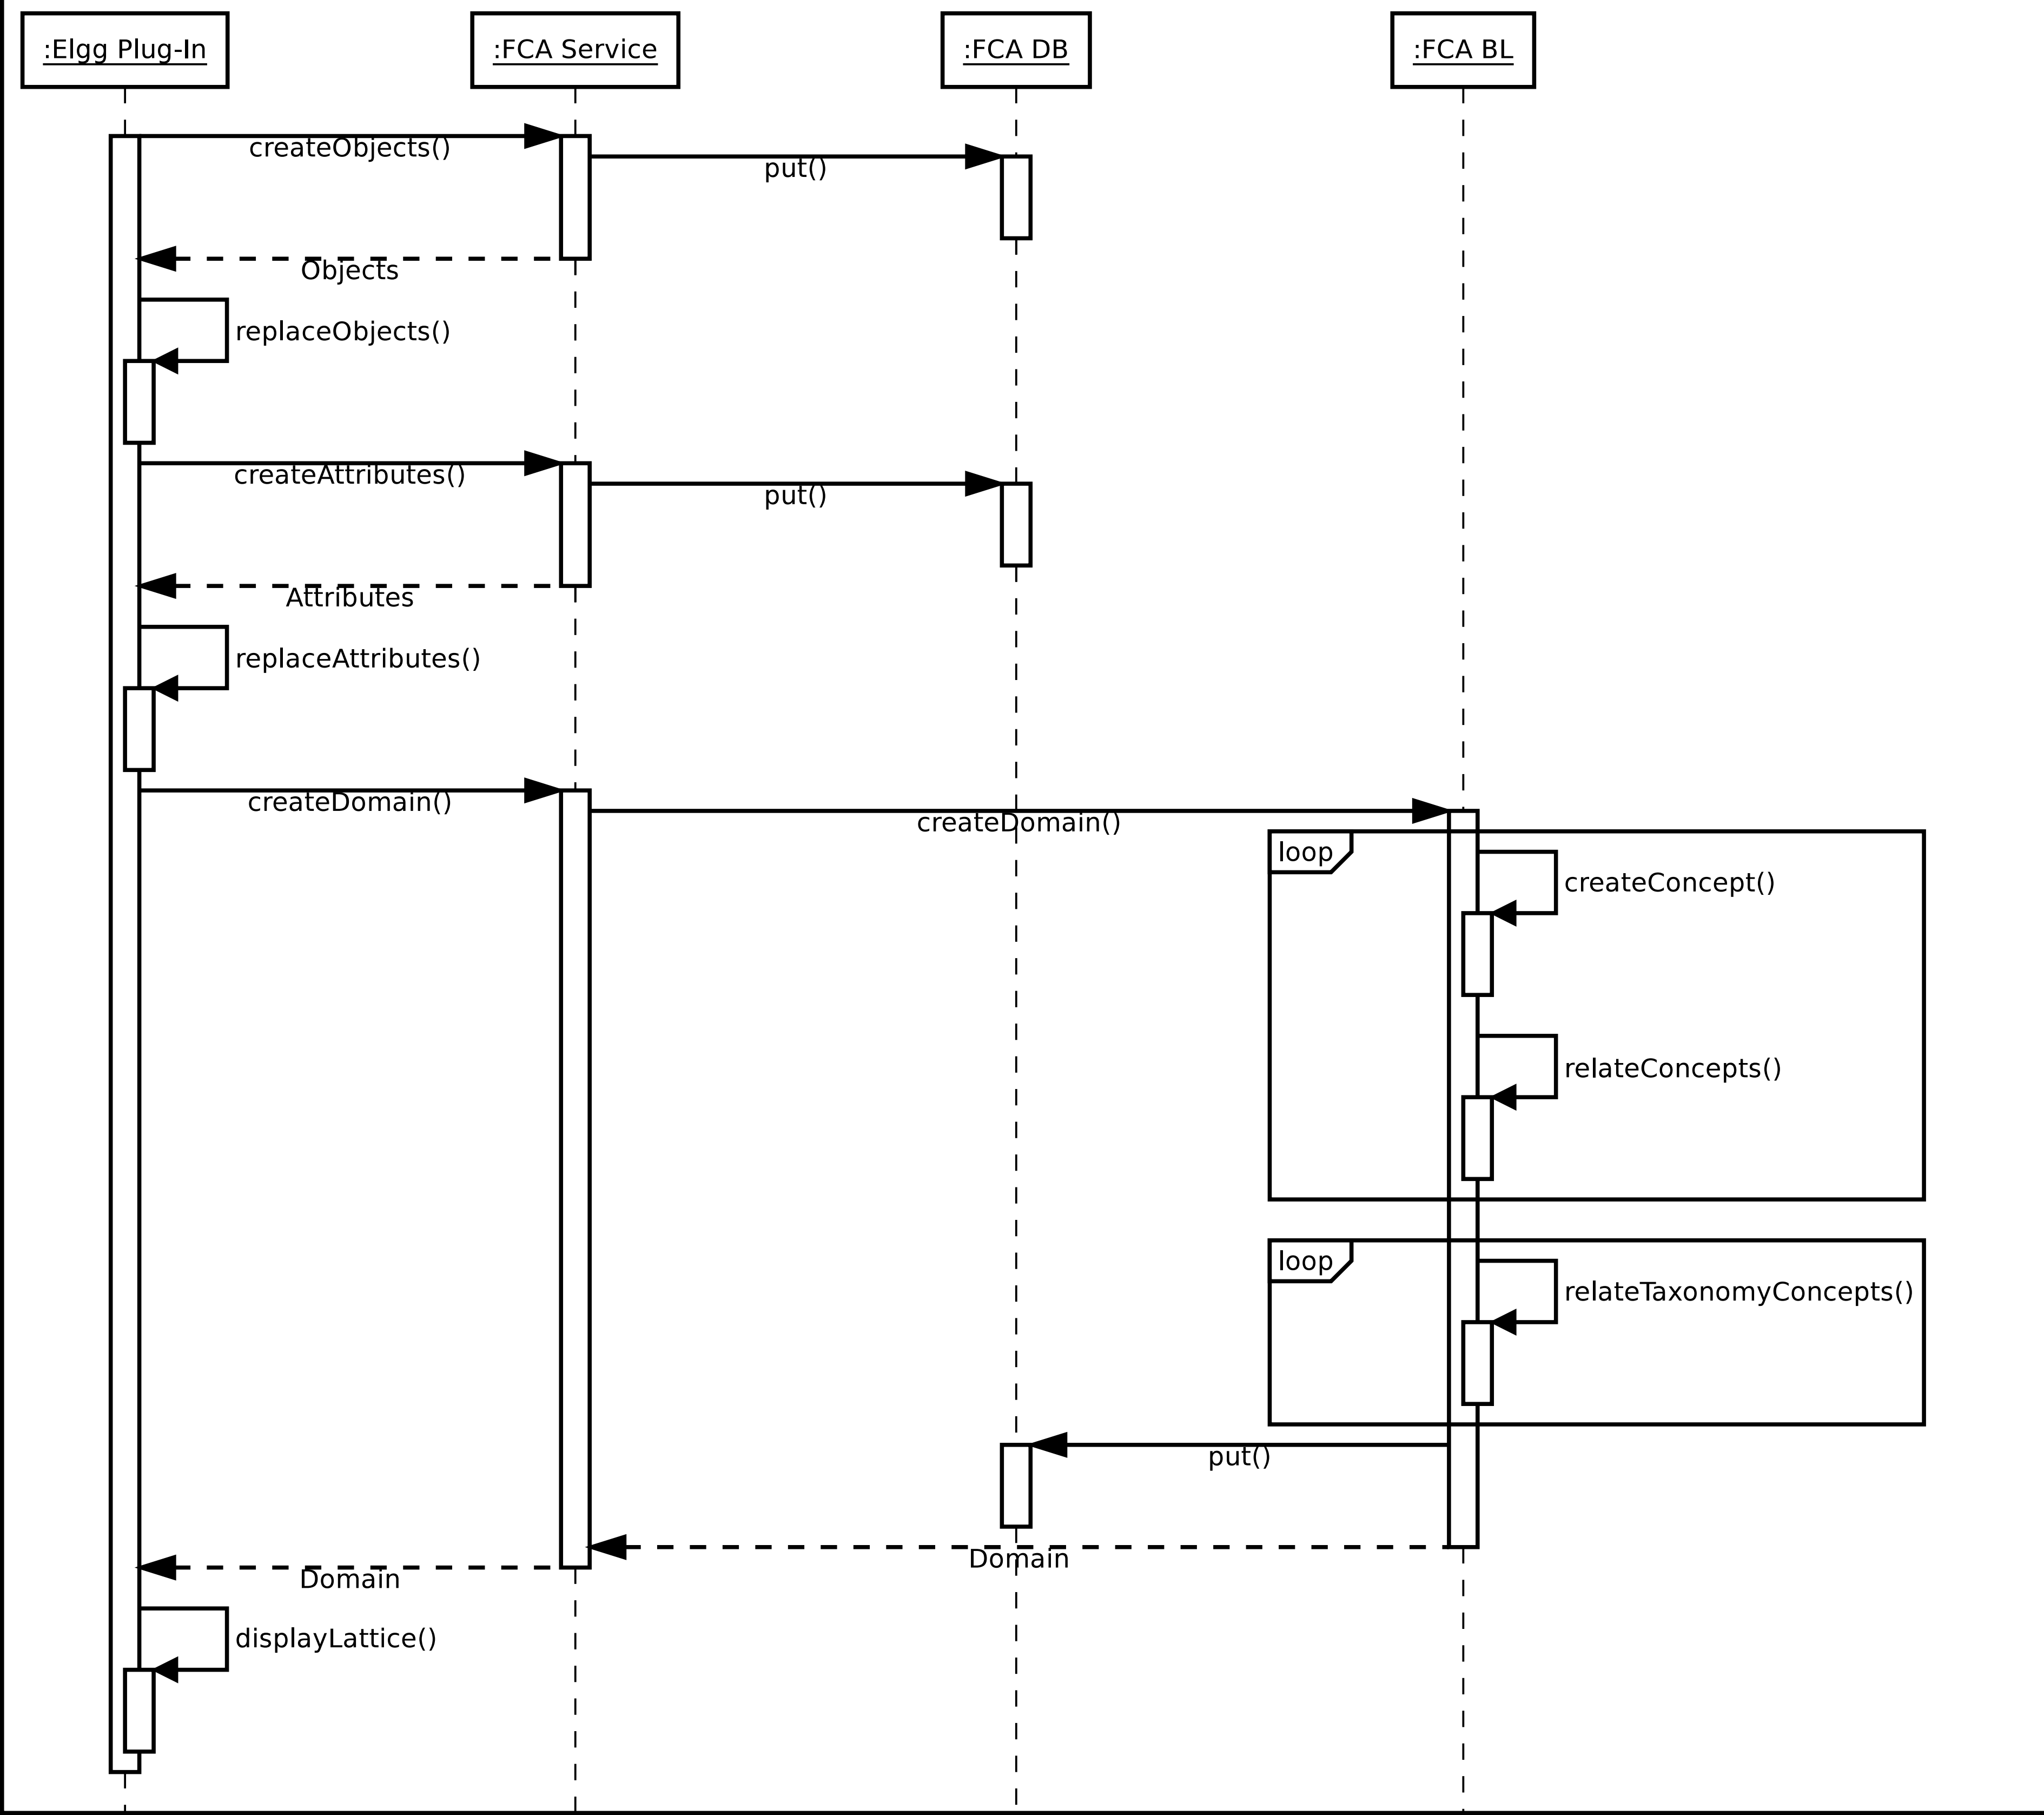 :Elgg Plug-In
:FCA Service
:FCA DB
:FCA BL
createObjects()
put()
Objects
replaceObjects()
createAttributes()
put()
Attributes
replaceAttributes()
createDomain()
createDomain()
loop
createConcept()
relateConcepts()
loop
relateTaxonomyConcepts()
put()
Domain
Domain
displayLattice()